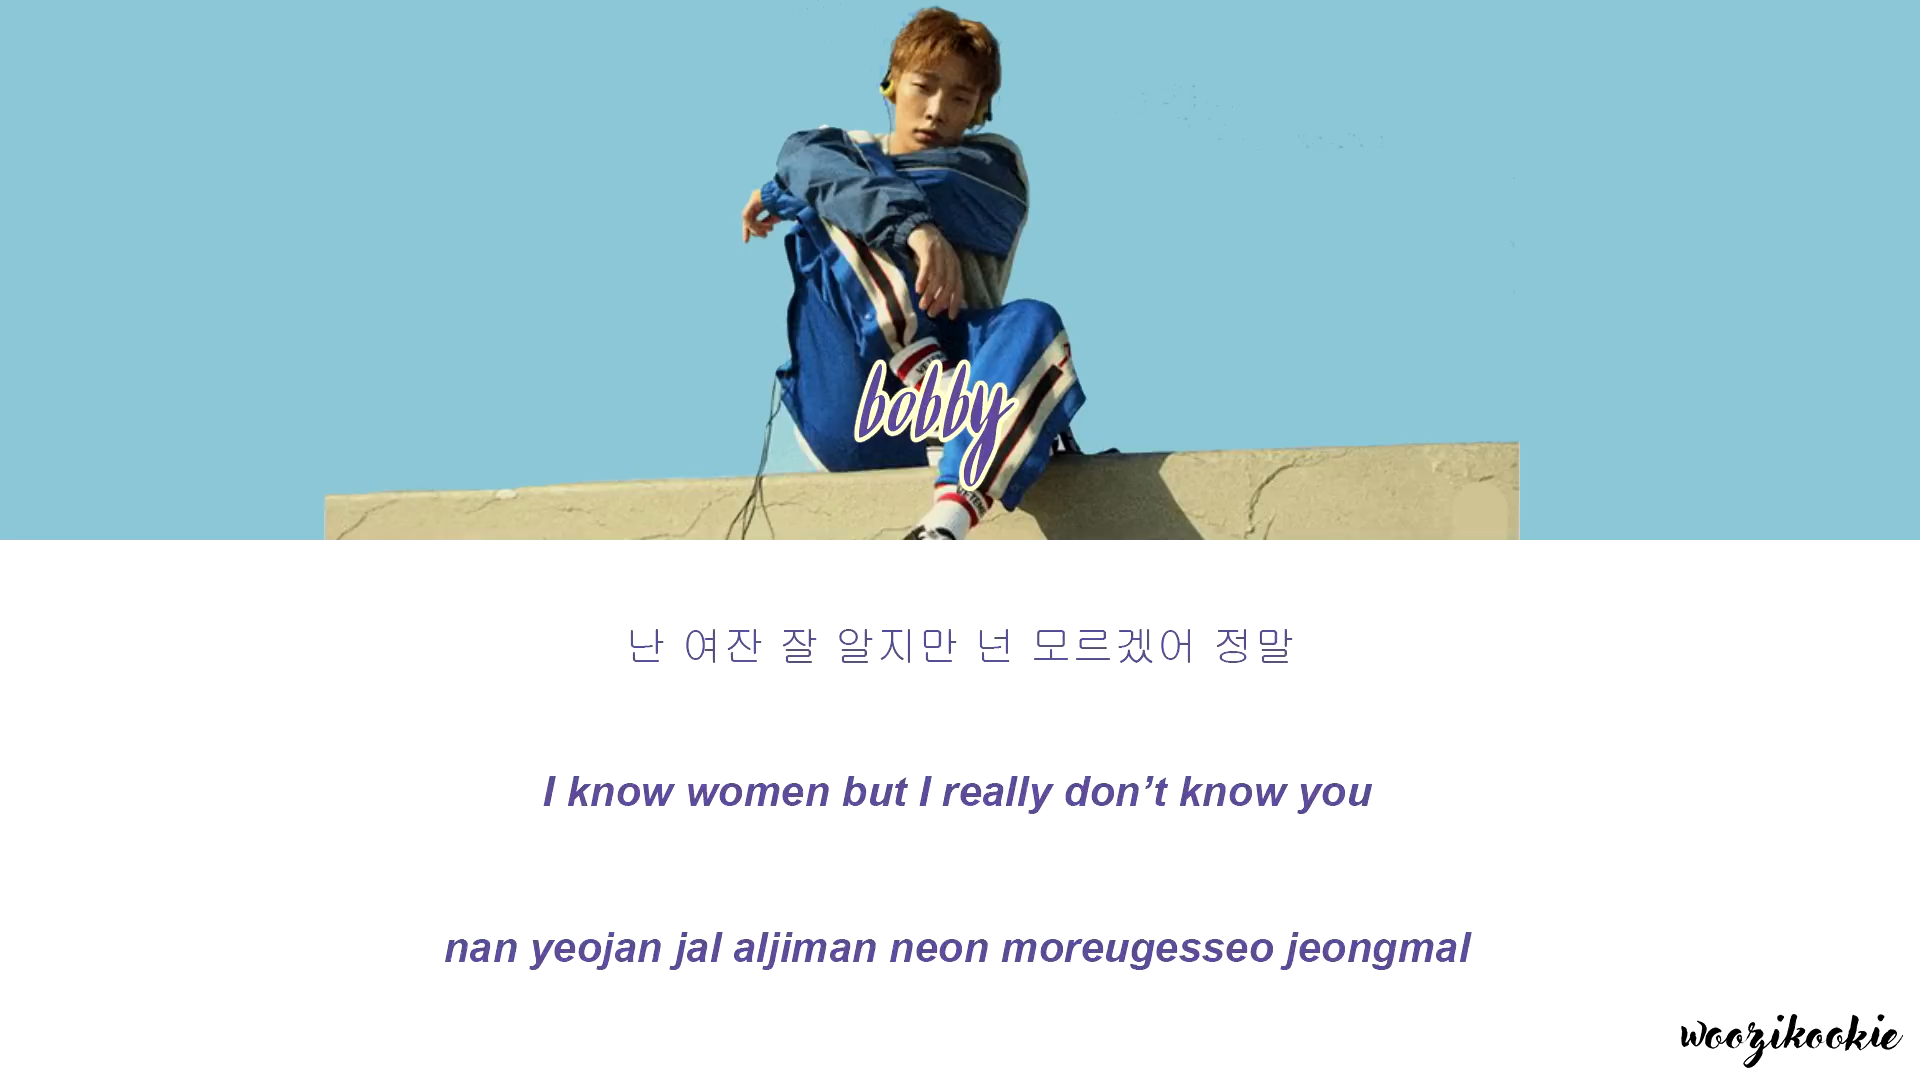 bobby
난 여잔 잘 알지만 넌 모르겠어 정말
I know women but I really don’t know you
nan yeojan jal aljiman neon moreugesseo jeongmal
woozikookie